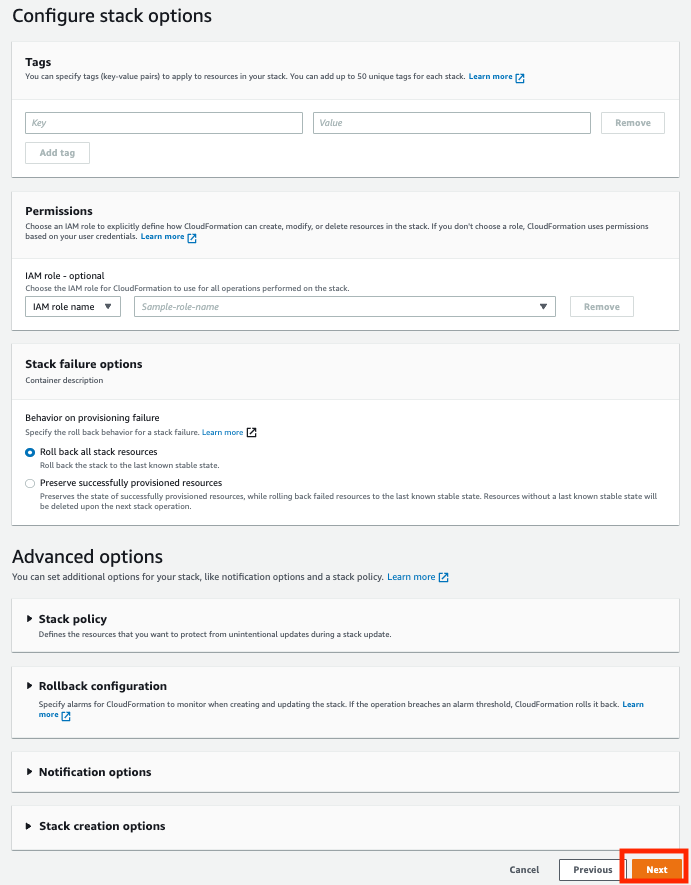 Configure stack options
Tags
You can specify tags (key-value pairs) to apply to resources in your stack. You can add up to 50 unique tags for each stack. Learn more
Key
Value
Remove
Add tag
Permissions
Choose an IAM role to explicitly define how CloudFormation can create, modify, or delete resources in the stack. If you don't choose a role, CloudFormation uses permissions
based on your user credentials. Learn more
IAM role - optional
Choose the IAM role for CloudFormation to use for all operations performed on the stack.
IAM role name
Sample-role-name
Remove
Stack failure options
Container description
Behavior on provisioning failure
Specify the roll back behavior for a stack failure. Learn more
Roll back all stack resources
Roll back the stack to the last known stable state.
Preserve successfully provisioned resources
Preserves the state of successfully provisioned resources, while rolling back failed resources to the last known stable state. Resources without a last known stable state will
be deleted upon the next stack operation.
Advanced options
You can set additional options for your stack, like notification options and a stack policy. Learn more
Stack policy
Defines the resources that you want to protect from unintentional updates during a stack update.
Rollback configuration
Specify alarms for CloudFormation to monitor when creating and updating the stack. If the operation breaches an alarm threshold, CloudFormation rolls it back. Learn
more
Notification options
Stack creation options
Cancel
Previous
Next